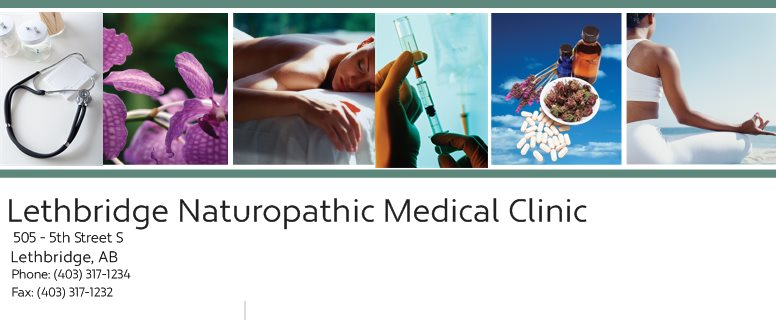 Lethbridge Naturopathic Medical Clinic
505 - 5th Street S
Lethbridge, AB
Phone: (403) 317-1234
Fax: (403) 317-1232